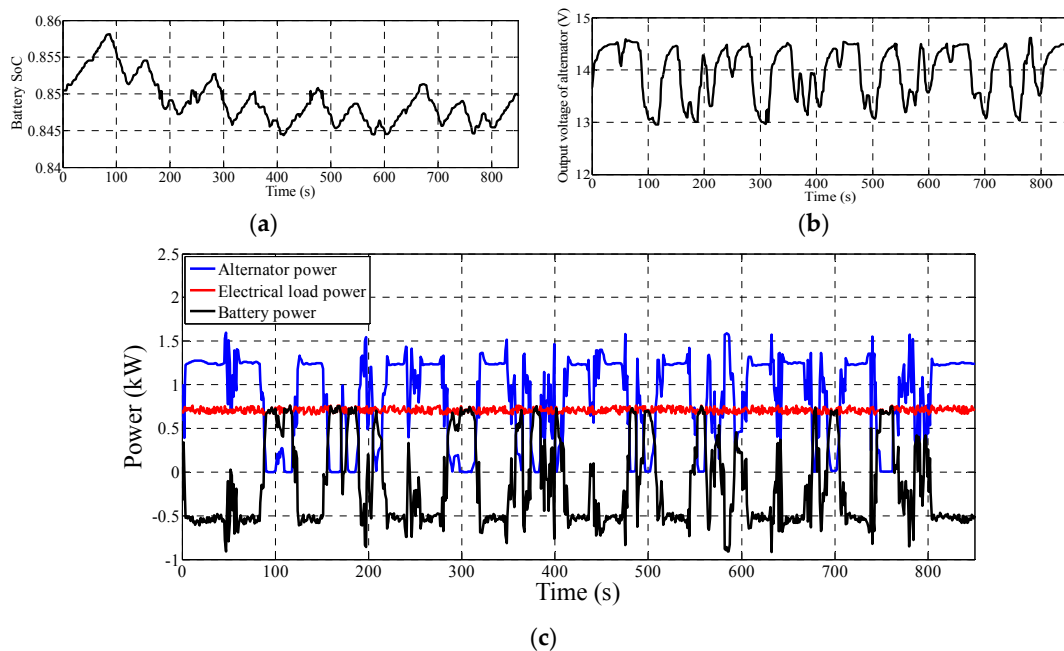 0.86
0.855
0.85
0.845
0.84
Battery SoC
0 100 200 300 400 500 600 700 800
Time (s)
(a)
15
14
13
12
Output voltage of alternator (V)
0 100 200 300 400 500 600 700 800
Time (s)
(b)
2.5
2
1.5
1
0.5
0
-0.5
-1
Power (kW)
Alternator power
Electrical load power
Battery power
0 100 200 300 400 500 600 700 800
Time (s)
(c)